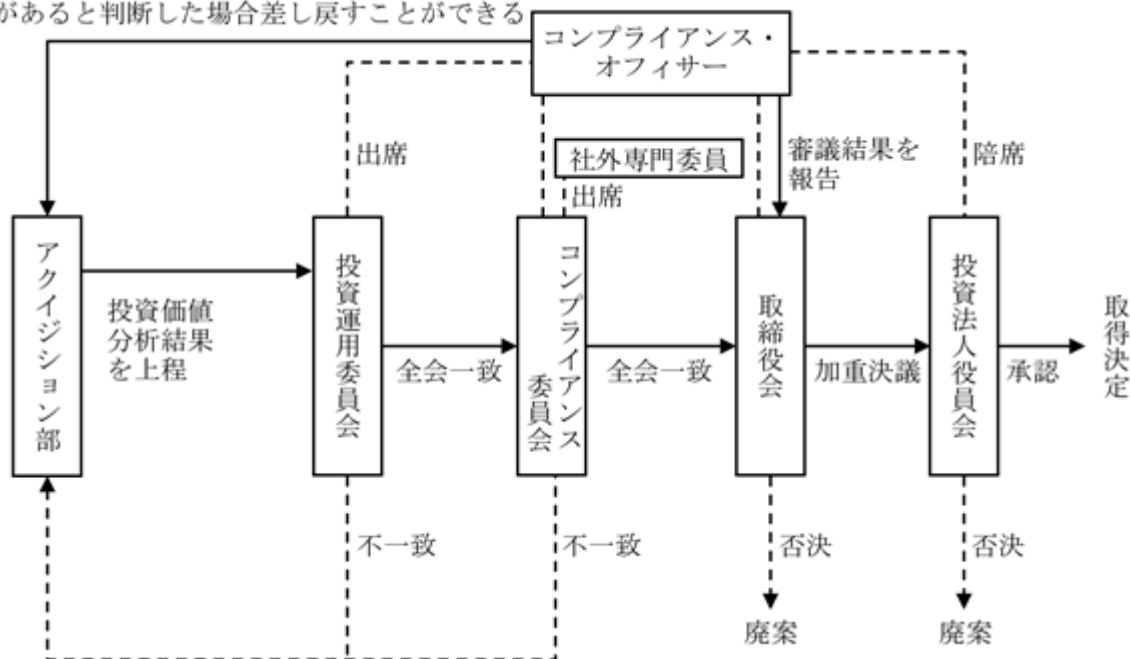 があると判断した場合差し戻すことができる
コンプライアンス・
オフィサー
出席
社外専門委員
出席
審議結果を
報告
陪席
アクイジション部
投資価値
分析結果
を上程
投資運用委員会
全会一致
コンプライアンス
委員会
全会一致
取締役会
加重決議
投資法人役員会
承認
取得決定
不一致
不一致
否決
否決
廃案
廃案